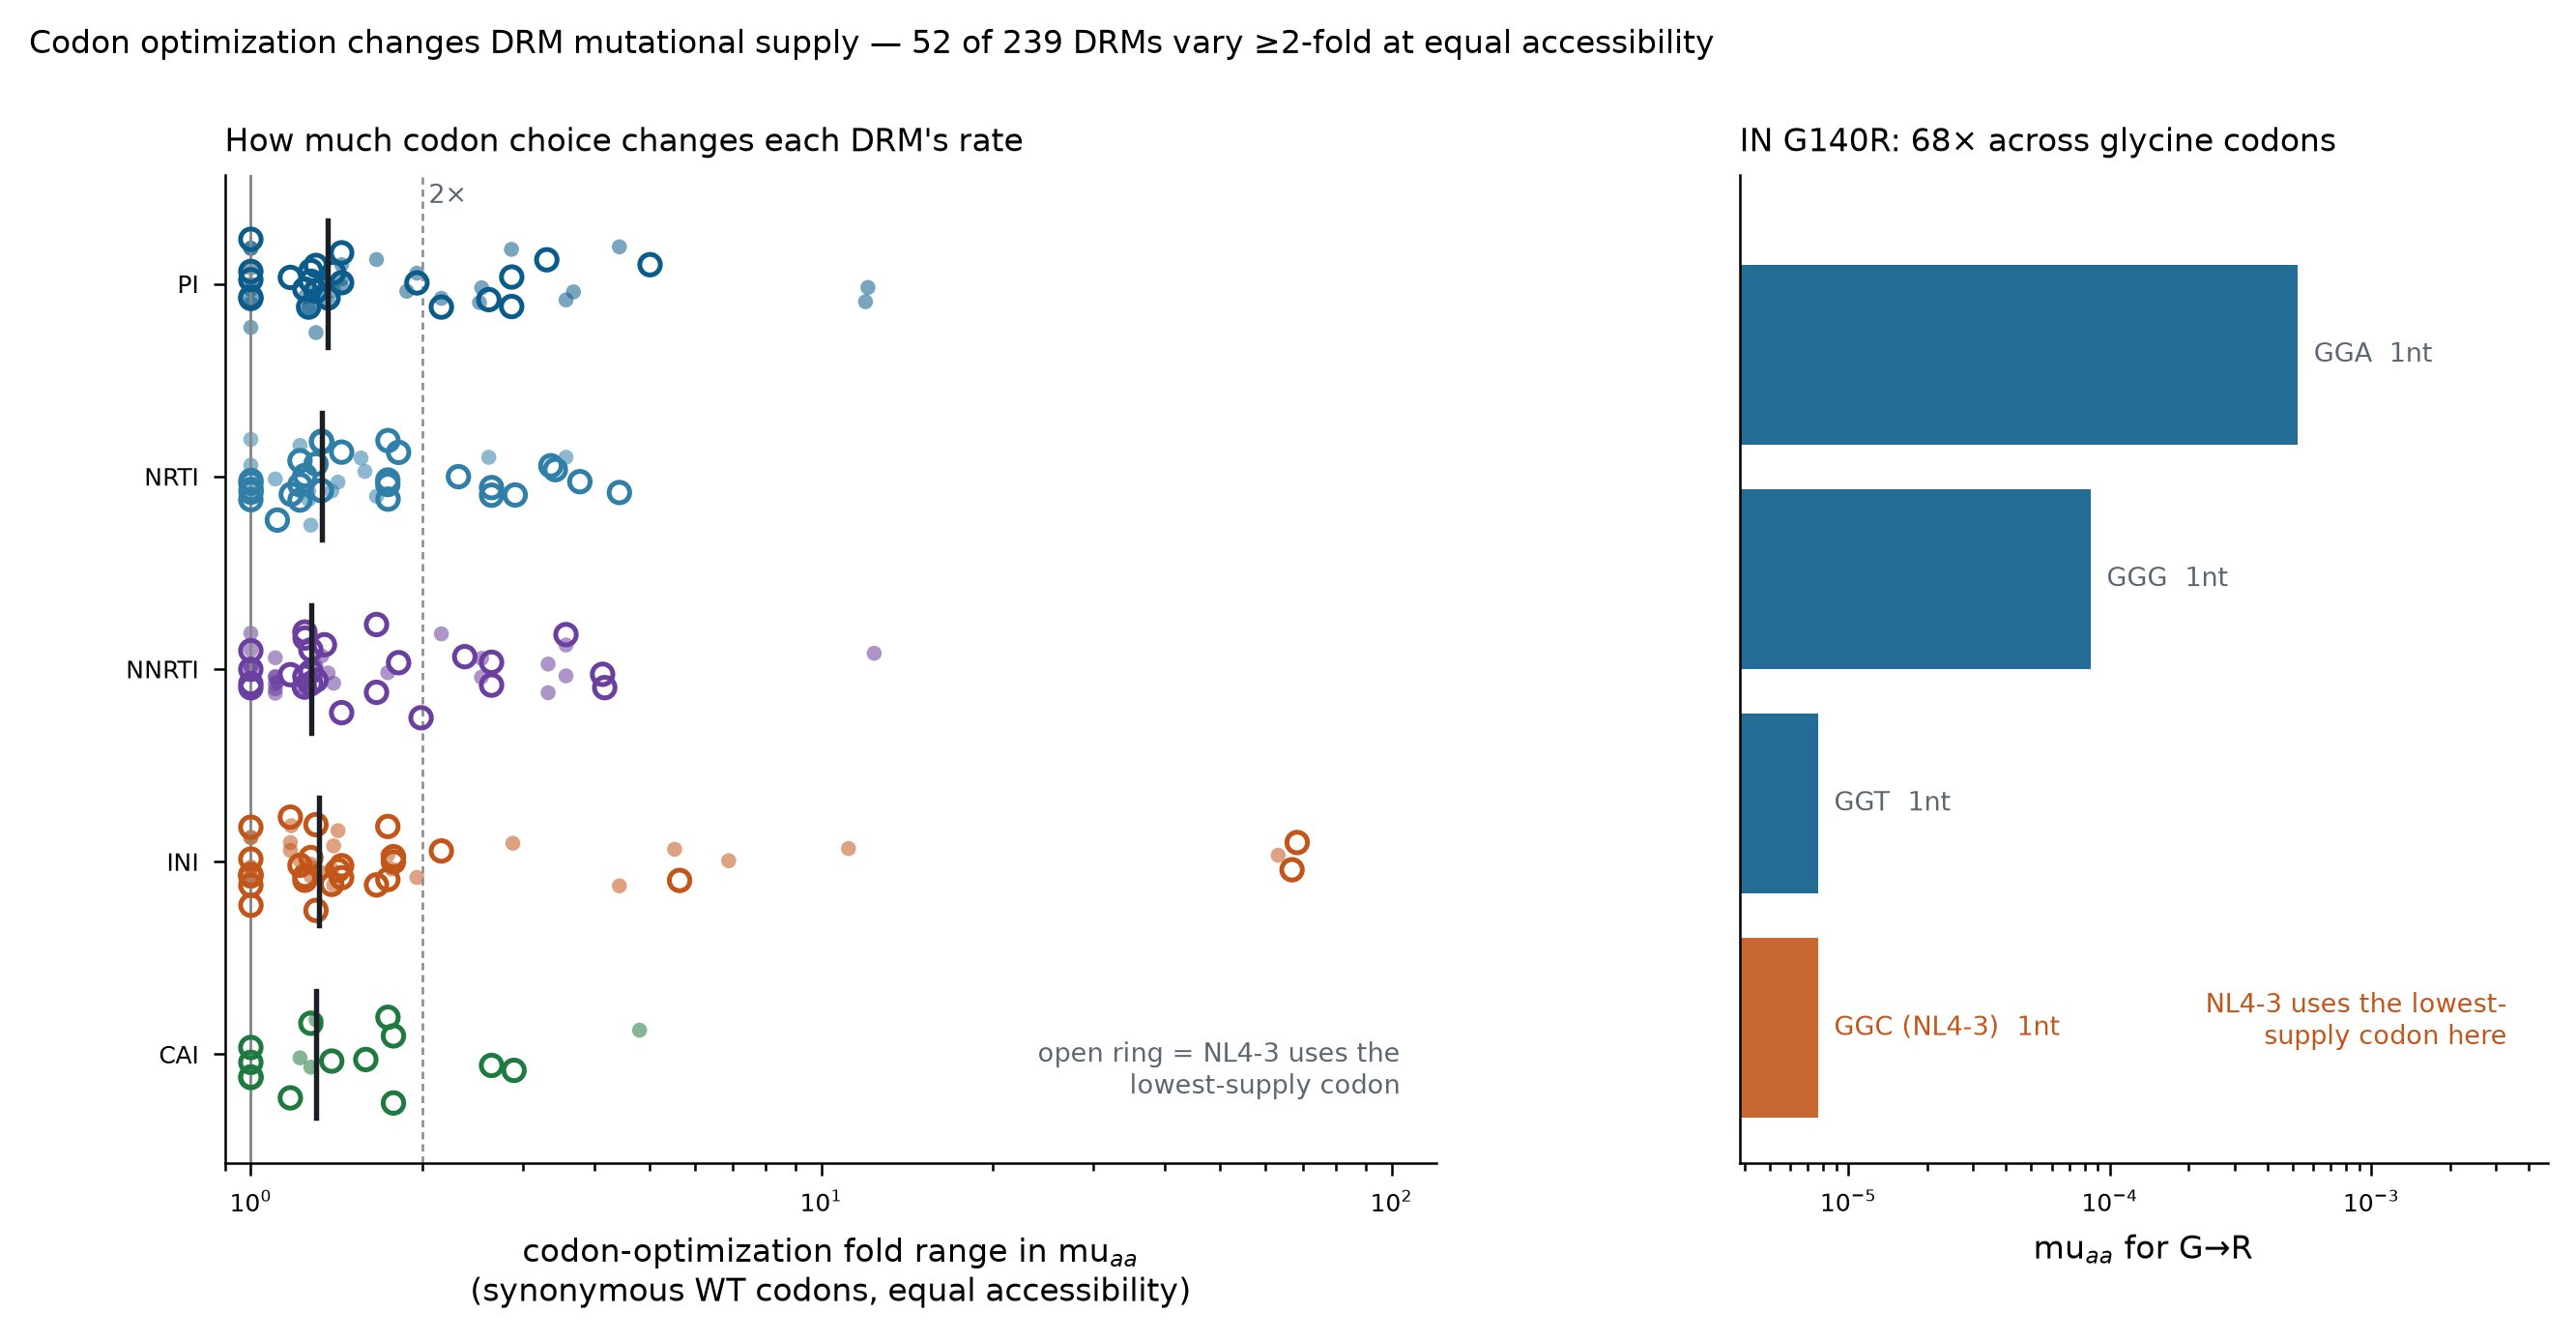 Codon optimization changes DRM mutational supply — 52 of 239 DRMs vary ≥2-fold at equal accessibility
How much codon choice changes each DRM's rate
2×
PI
NRTI
NNRTI
INI
CAI
open ring = NL4-3 uses the
lowest-supply codon
10⁰
10¹
10²
codon-optimization fold range in mu_aa
(synonymous WT codons, equal accessibility)
IN G140R: 68× across glycine codons
GGA 1nt
GGG 1nt
GGT 1nt
GGC (NL4-3) 1nt
NL4-3 uses the lowest-
supply codon here
10⁻⁵
10⁻⁴
10⁻³
mu_aa for G→R